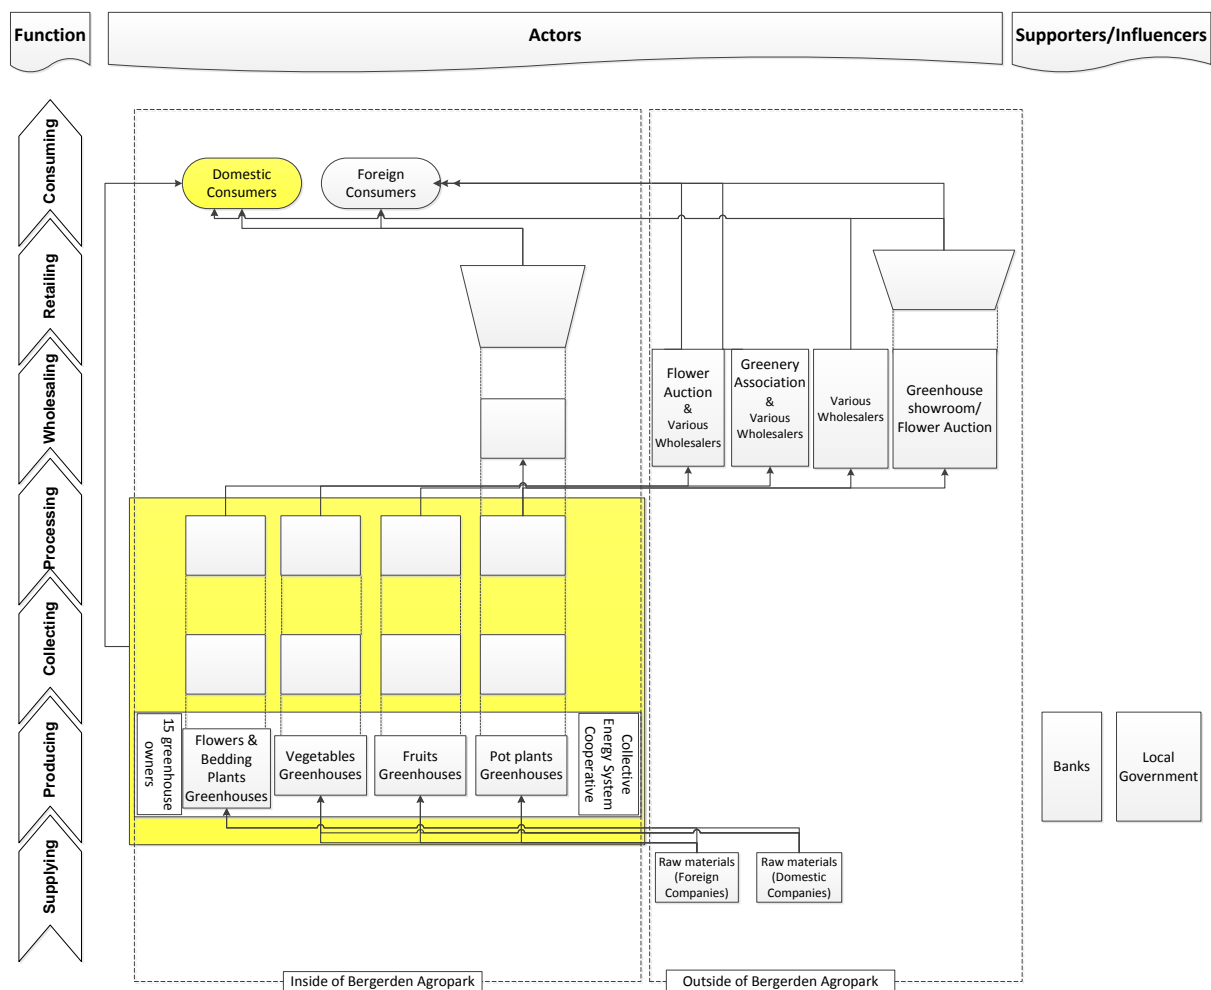 Function
Actors
Supporters/Influencers
Consuming
Retailing
Wholesaling
Processing
Collecting
Producing
Supplying
Domestic
Consumers
Foreign
Consumers
Flower
Auction
&
Various
Wholesalers
Greenery
Association
&
Various
Wholesalers
Various
Wholesalers
Greenhouse
showroom/
Flower Auction
15 greenhouse
owners
Flowers &
Bedding
Plants
Greenhouses
Vegetables
Greenhouses
Fruits
Greenhouses
Pot plants
Greenhouses
Collective
Energy System
Cooperative
Banks
Local
Government
Raw materials
(Foreign
Companies)
Raw materials
(Domestic
Companies)
Inside of Bergerden Agropark
Outside of Bergerden Agropark